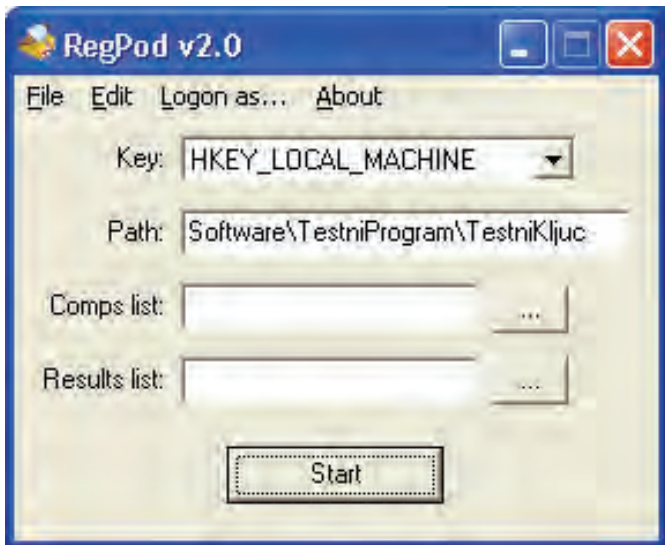 RegPod v2.0
File Edit Logon as... About
Key: HKEY_LOCAL_MACHINE
Path: Software\TestniProgram\TestniKljuc
Comps list: ...
Results list: ...
Start